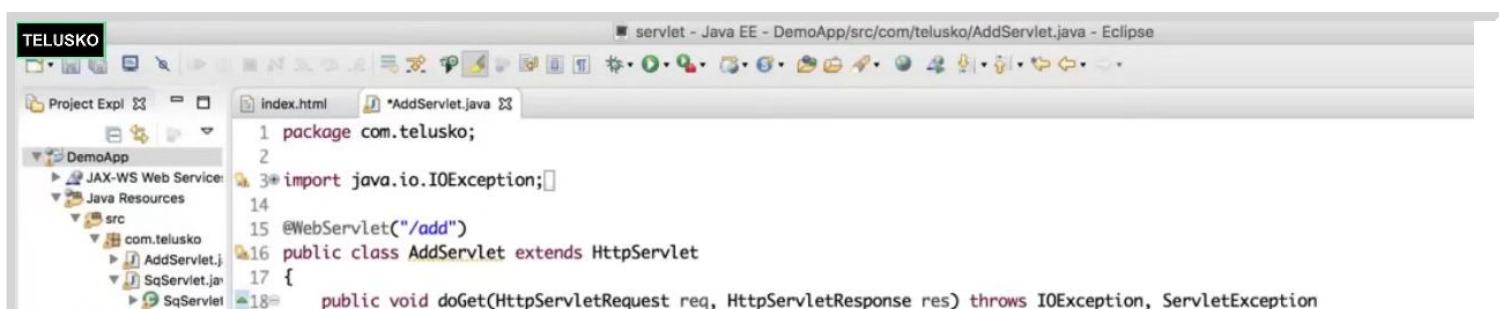 TELUSKO
servlet - Java EE - DemoApp/src/com/telusko/AddServlet.java - Eclipse
Project Expl
index.html
*AddServlet.java
1 package com.telusko;
2
3 import java.io.IOException;
14
15 @WebServlet("/add")
16 public class AddServlet extends HttpServlet
17 {
18 public void doGet(HttpServletRequest req, HttpServletResponse res) throws IOException, ServletException
DemoApp
JAX-WS Web Service
Java Resources
src
com.telusko
AddServlet.j
SqServlet.jav
SqServlet